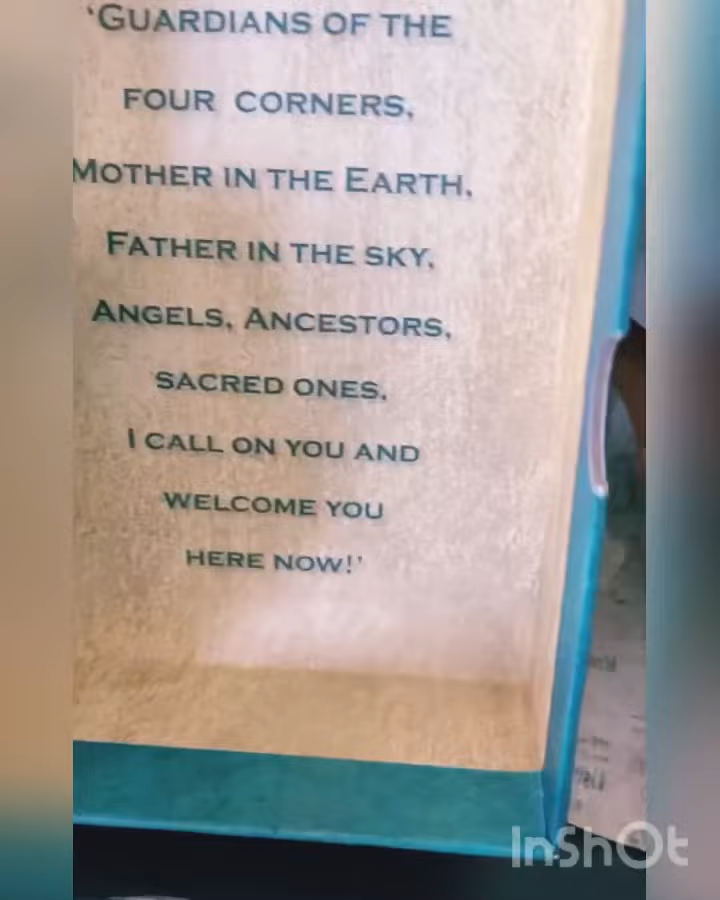 ‘GUARDIANS OF THE
FOUR CORNERS,
MOTHER IN THE EARTH,
FATHER IN THE SKY,
ANGELS, ANCESTORS,
SACRED ONES,
I CALL ON YOU AND
WELCOME YOU
HERE NOW!’
InShOt